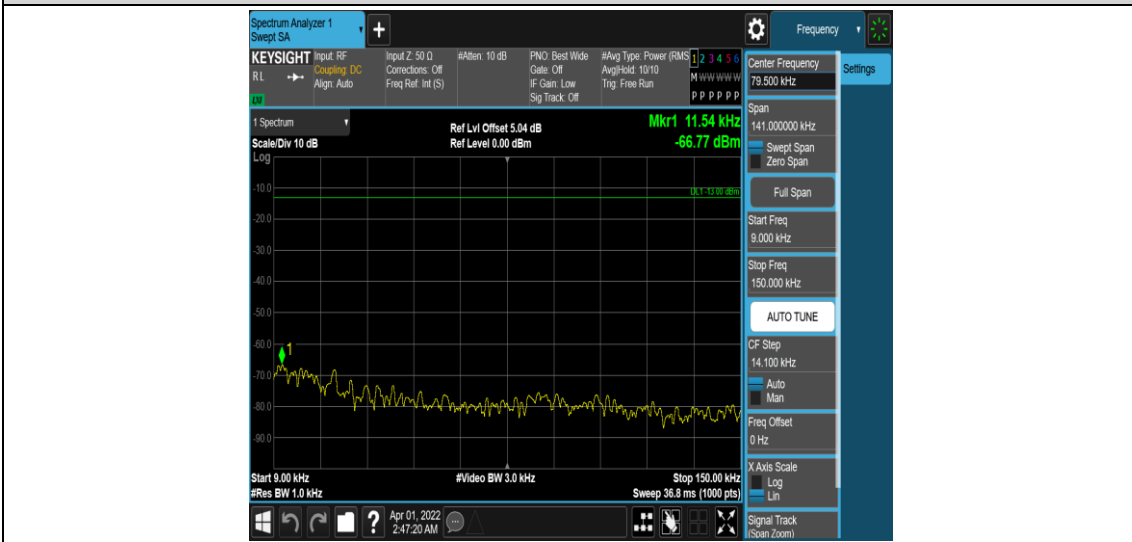 Spectrum Analyzer 1
Swept SA
+
Frequency
KEYSIGHT
R L
LXI
Input: RF
Coupling: DC
Align: Auto
Input Z: 50 Ω
Corrections: Off
Freq Ref: Int (S)
#Atten: 10 dB
PNO: Best Wide
Gate: Off
IF Gain: Low
Sig Track: Off
#Avg Type: Power (RMS
Avg|Hold: 10/10
Trig: Free Run
1 2 3 4 5 6
M W W W W W
P P P P P P
Center Frequency
79.500 kHz
Settings
1 Spectrum
Scale/Div 10 dB
Log
Ref Lvl Offset 5.04 dB
Ref Level 0.00 dBm
Mkr1 11.54 kHz
-66.77 dBm
Span
141.000000 kHz
Swept Span
Zero Span
Full Span
Start Freq
9.000 kHz
Stop Freq
150.000 kHz
AUTO TUNE
CF Step
14.100 kHz
Auto
Man
Freq Offset
0 Hz
X Axis Scale
Log
Lin
Signal Track
(Span Zoom)
DL1 -13.00 dBm
-10.0
-20.0
-30.0
-40.0
-50.0
-60.0
1
-70.0
-80.0
-90.0
Start 9.00 kHz
#Res BW 1.0 kHz
#Video BW 3.0 kHz
Stop 150.00 kHz
Sweep 36.8 ms (1000 pts)
?
Apr 01, 2022
2:47:20 AM